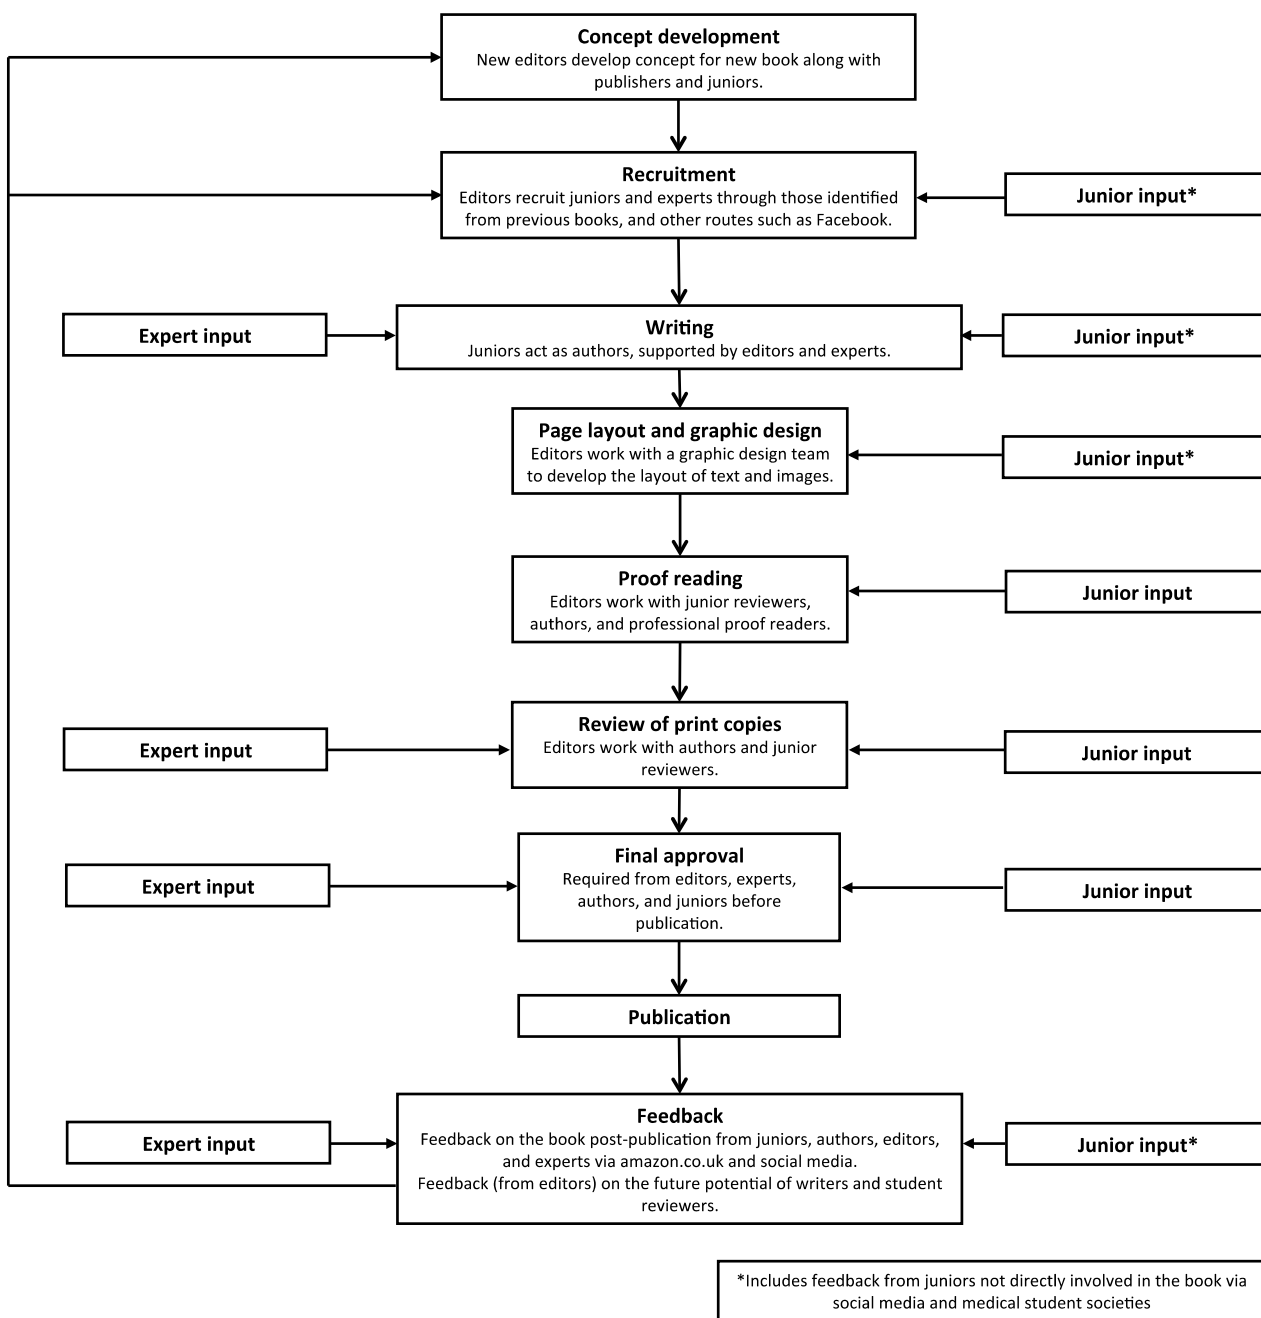 Concept development
New editors develop concept for new book along with
publishers and juniors.
Recruitment
Editors recruit juniors and experts through those identified
from previous books, and other routes such as Facebook.
Junior input*
Expert input
Writing
Juniors act as authors, supported by editors and experts.
Junior input*
Page layout and graphic design
Editors work with a graphic design team
to develop the layout of text and images.
Junior input*
Proof reading
Editors work with junior reviewers,
authors, and professional proof readers.
Junior input
Expert input
Review of print copies
Editors work with authors and junior
reviewers.
Junior input
Expert input
Final approval
Required from editors, experts,
authors, and juniors before
publication.
Junior input
Publication
Expert input
Feedback
Feedback on the book post-publication from juniors, authors, editors,
and experts via amazon.co.uk and social media.
Feedback (from editors) on the future potential of writers and student
reviewers.
Junior input*
*Includes feedback from juniors not directly involved in the book via
social media and medical student societies